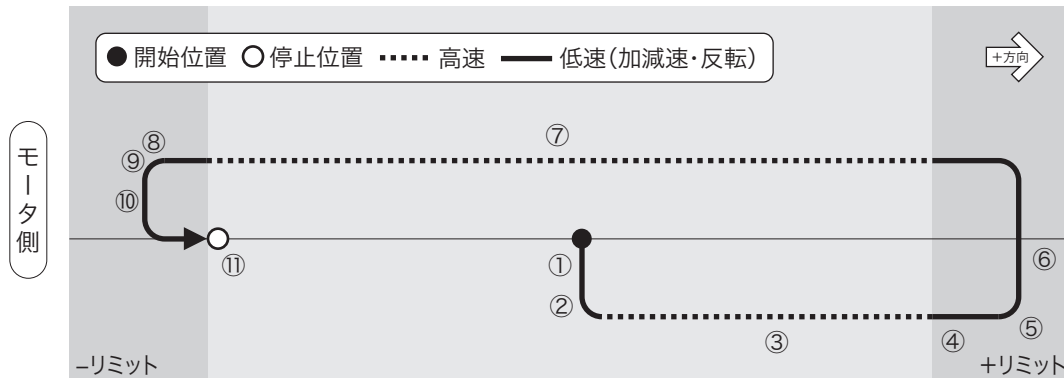 ●開始位置 ○停止位置 高速 低速(加減速・反転)
+方向
モータ側
⑧
⑦
⑨
⑩
⑪
①
⑥
②
③
④
⑤
−リミット
+リミット